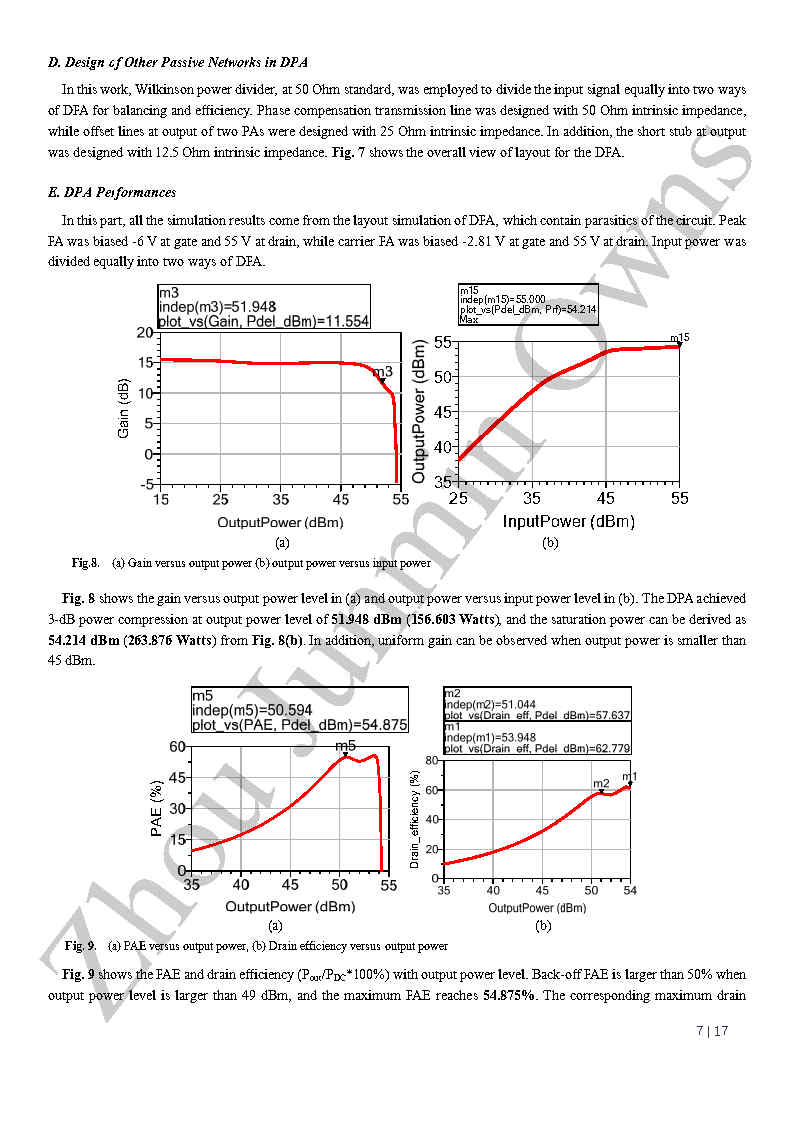 D. Design of Other Passive Networks in DPA
In this work, Wilkinson power divider, at 50 Ohm standard, was employed to divide the input signal equally into two ways
of DPA for balancing and efficiency. Phase compensation transmission line was designed with 50 Ohm intrinsic impedance,
while offset lines at output of two PAs were designed with 25 Ohm intrinsic impedance. In addition, the short stub at output
was designed with 12.5 Ohm intrinsic impedance. Fig. 7 shows the overall view of layout for the DPA.
E. DPA Performances
In this part, all the simulation results come from the layout simulation of DPA, which contain parasitics of the circuit. Peak
PA was biased -6 V at gate and 55 V at drain, while carrier PA was biased -2.81 V at gate and 55 V at drain. Input power was
divided equally into two ways of DPA.
m3
indep(m3)=51.948
plot_vs(Gain, Pdel_dBm)=11.554
20
15
10
5
0
-5
Gain (dB)
m3
15 25 35 45 55
OutputPower (dBm)
(a)
m15
indep(m15)=55.000
plot_vs(Pdel_dBm, Prf)=54.214
Max
55
50
45
40
35
OutputPower (dBm)
m15
25 35 45 55
InputPower (dBm)
(b)
Fig.8. (a) Gain versus output power (b) output power versus input power
Fig. 8 shows the gain versus output power level in (a) and output power versus input power level in (b). The DPA achieved
3-dB power compression at output power level of 51.948 dBm (156.603 Watts), and the saturation power can be derived as
54.214 dBm (263.876 Watts) from Fig. 8(b). In addition, uniform gain can be observed when output power is smaller than
45 dBm.
m5
indep(m5)=50.594
plot_vs(PAE, Pdel_dBm)=54.875
60
45
30
15
0
PAE (%)
m5
35 40 45 50 55
OutputPower (dBm)
(a)
m2
indep(m2)=51.044
plot_vs(Drain_eff, Pdel_dBm)=57.637
m1
indep(m1)=53.948
plot_vs(Drain_eff, Pdel_dBm)=62.779
80
60
40
20
0
Drain_efficiency (%)
m2
m1
35 40 45 50 54
OutputPower (dBm)
(b)
Fig. 9. (a) PAE versus output power, (b) Drain efficiency versus output power
Fig. 9 shows the PAE and drain efficiency (Pout/PDC*100%) with output power level. Back-off PAE is larger than 50% when
output power level is larger than 49 dBm, and the maximum PAE reaches 54.875%. The corresponding maximum drain
7 | 17
Zhou Junmin Owns